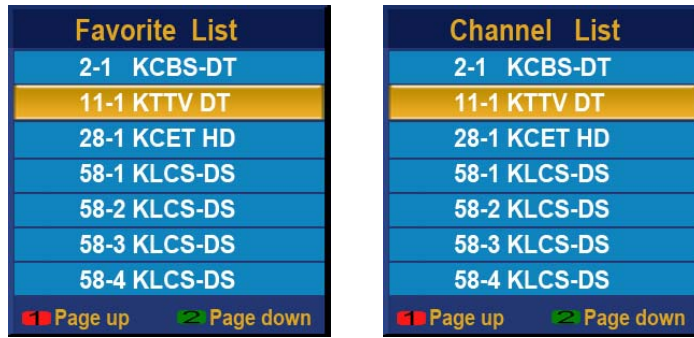 Favorite List
2-1 KCBS-DT
11-1 KTTV DT
28-1 KCET HD
58-1 KLCS-DS
58-2 KLCS-DS
58-3 KLCS-DS
58-4 KLCS-DS
1 Page up 2 Page down
Channel List
2-1 KCBS-DT
11-1 KTTV DT
28-1 KCET HD
58-1 KLCS-DS
58-2 KLCS-DS
58-3 KLCS-DS
58-4 KLCS-DS
1 Page up 2 Page down